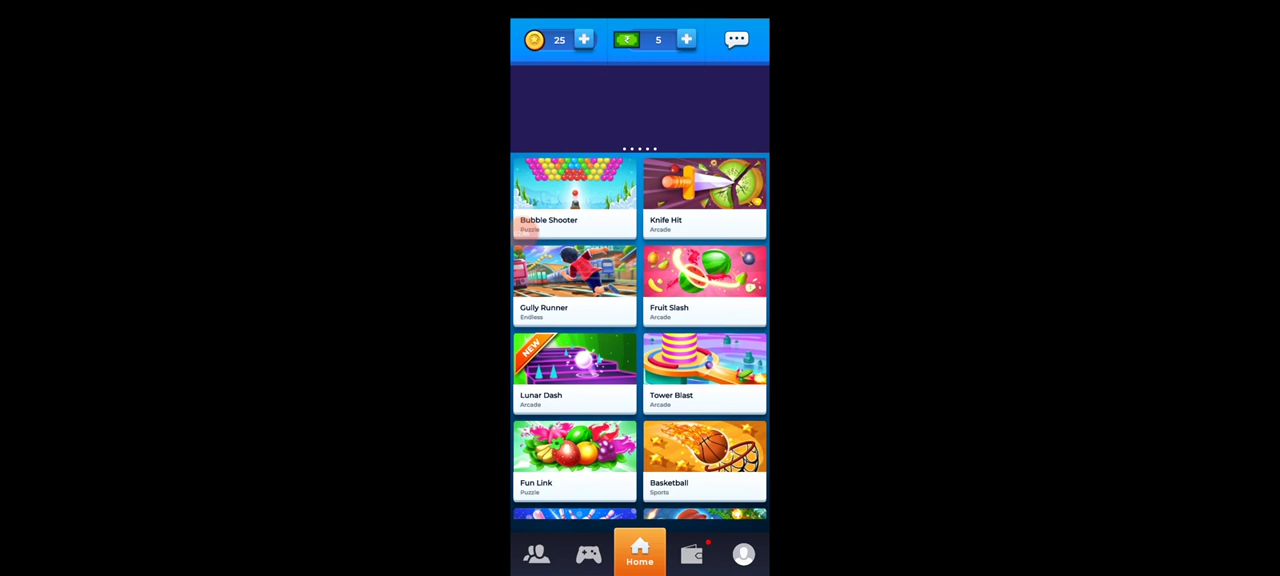 25
₹ 5
Bubble Shooter
Puzzle
Knife Hit
Arcade
Gully Runner
Endless
Fruit Slash
Arcade
NEW
Lunar Dash
Arcade
Tower Blast
Arcade
Fun Link
Puzzle
Basketball
Sports
Home